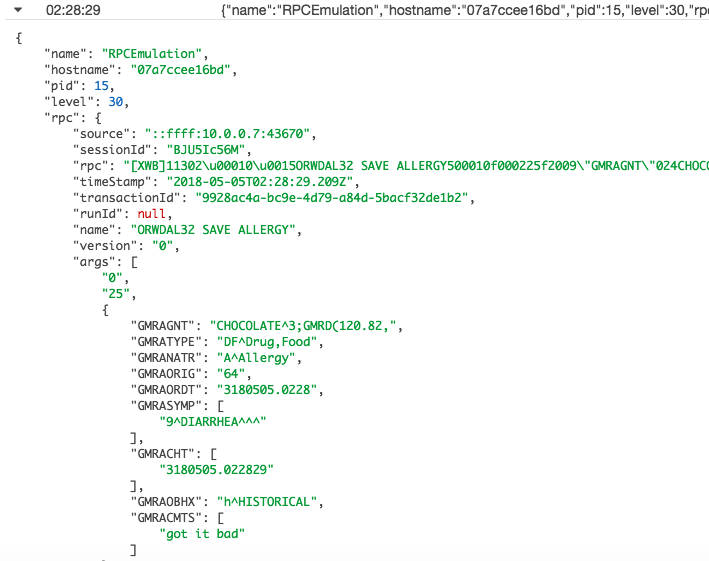 02:28:29 {"name":"RPCEmulation","hostname":"07a7ccee16bd","pid":15,"level":30,"rpc
{
"name": "RPCEmulation",
"hostname": "07a7ccee16bd",
"pid": 15,
"level": 30,
"rpc": {
"source": "::ffff:10.0.0.7:43670",
"sessionId": "BJU5Ic56M",
"rpc": "[XWB]11302\u00010\u0015ORWDAL32 SAVE ALLERGY500010f000225f2009\"GMRAGNT\"024CHOCO
"timeStamp": "2018-05-05T02:28:29.209Z",
"transactionId": "9928ac4a-bc9e-4d79-a84d-5bacf32de1b2",
"runId": null,
"name": "ORWDAL32 SAVE ALLERGY",
"version": "0",
"args": [
"0",
"25",
{
"GMRAGNT": "CHOCOLATE^3;GMRD(120.82,",
"GMRATYPE": "DF^Drug,Food",
"GMRANATR": "A^Allergy",
"GMRAORIG": "64",
"GMRAORDT": "3180505.0228",
"GMRASYMP": [
"9^DIARRHEA^^^"
],
"GMRACHT": [
"3180505.022829"
],
"GMRAOBHX": "h^HISTORICAL",
"GMRACMTS": [
"got it bad"
]